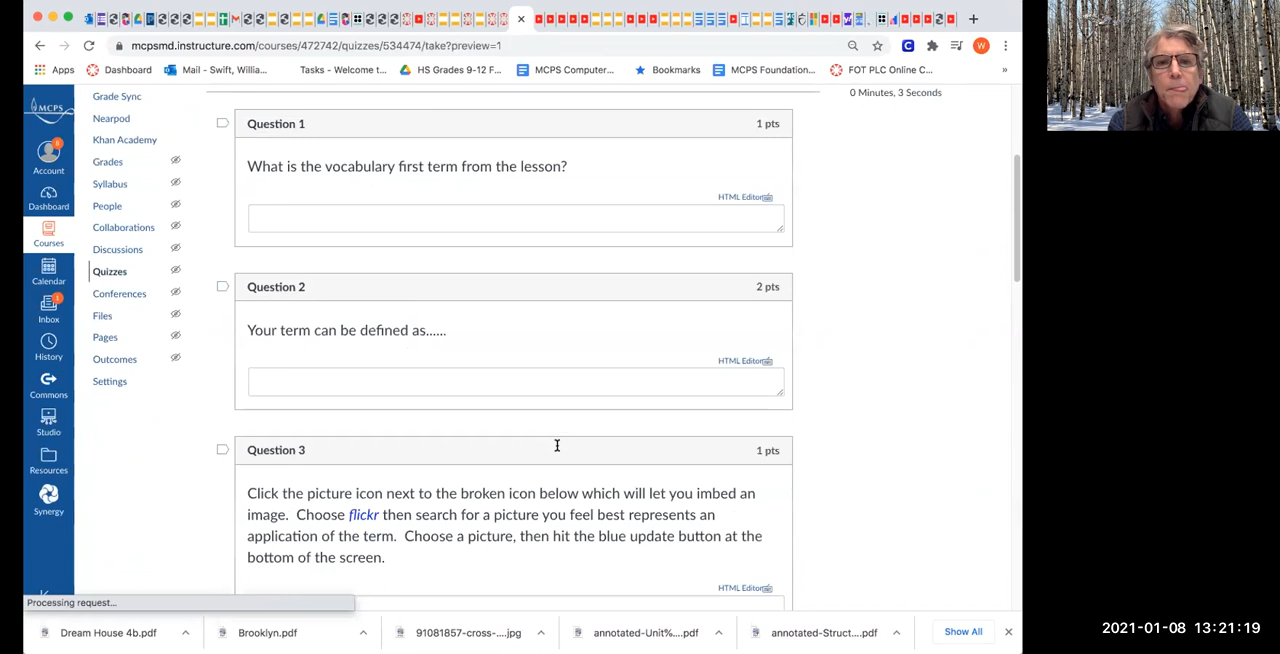 mcpsmd.instructure.com/courses/472742/quizzes/534474/take?preview=1
W
Apps
Dashboard
Mail - Swift, Willia...
Tasks - Welcome t...
HS Grades 9-12 F...
MCPS Computer...
Bookmarks
MCPS Foundation...
FOT PLC Online C...
»
MCPS
8
Account
Dashboard
Courses
Calendar
1
Inbox
History
Commons
Studio
Resources
Synergy
Grade Sync
Nearpod
Khan Academy
Grades
Syllabus
People
Collaborations
Discussions
Quizzes
Conferences
Files
Pages
Outcomes
Settings
0 Minutes, 3 Seconds
Question 1
1 pts
What is the vocabulary first term from the lesson?
HTML Editor
Question 2
2 pts
Your term can be defined as......
HTML Editor
Question 3
1 pts
Click the picture icon next to the broken icon below which will let you imbed an
image. Choose flickr then search for a picture you feel best represents an
application of the term. Choose a picture, then hit the blue update button at the
bottom of the screen.
HTML Editor
Processing request...
Dream House 4b.pdf
Brooklyn.pdf
91081857-cross-....jpg
annotated-Unit%....pdf
annotated-Struct....pdf
Show All
2021-01-08 13:21:19